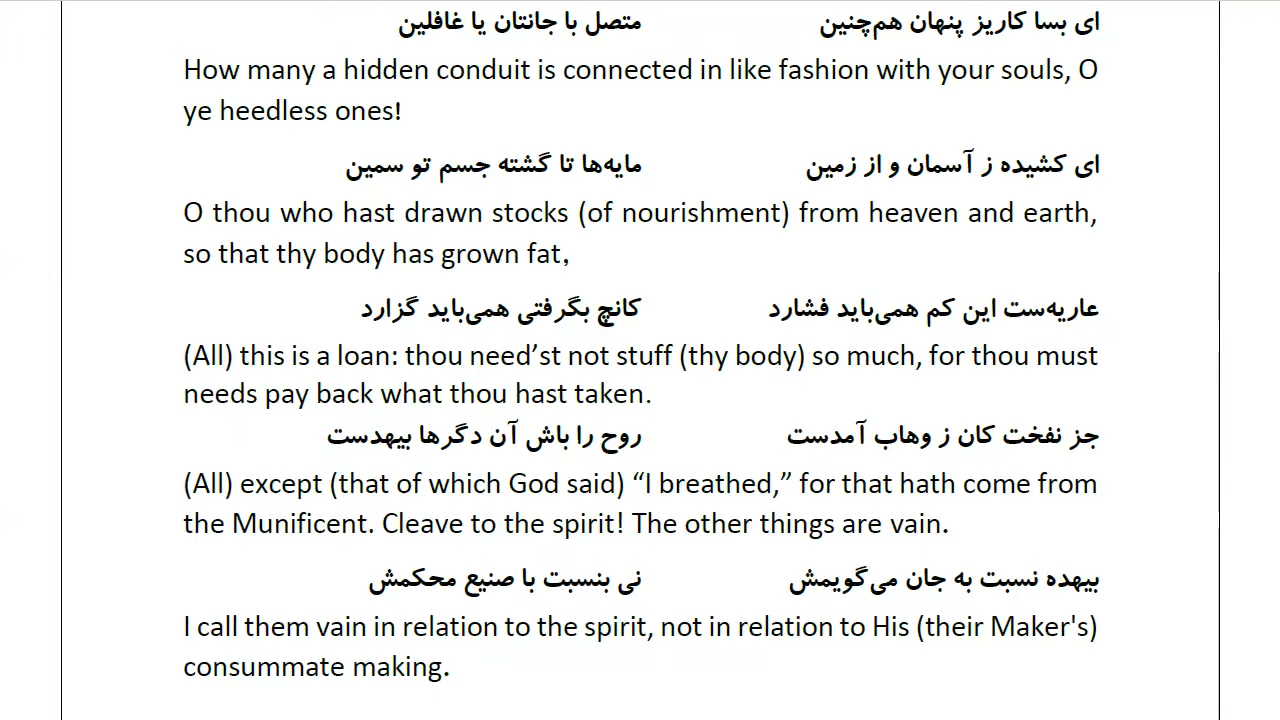 ای بسا کاریز پنهان هم‌چنین متصل با جانتان یا غافلین
How many a hidden conduit is connected in like fashion with your souls, O
ye heedless ones!
ای کشیده ز آسمان و از زمین مایه‌ها تا گشته جسم تو سمین
O thou who hast drawn stocks (of nourishment) from heaven and earth,
so that thy body has grown fat,
عاریه‌ست این کم همی‌باید فشارد کانچ بگرفتی همی‌باید گزارد
(All) this is a loan: thou need’st not stuff (thy body) so much, for thou must
needs pay back what thou hast taken.
جز نفخت کان ز وهاب آمدست روح را باش آن دگرها بیهدست
(All) except (that of which God said) “I breathed,” for that hath come from
the Munificent. Cleave to the spirit! The other things are vain.
بیهده نسبت به جان می‌گویمش نی بنسبت با صنیع محکمش
I call them vain in relation to the spirit, not in relation to His (their Maker's)
consummate making.